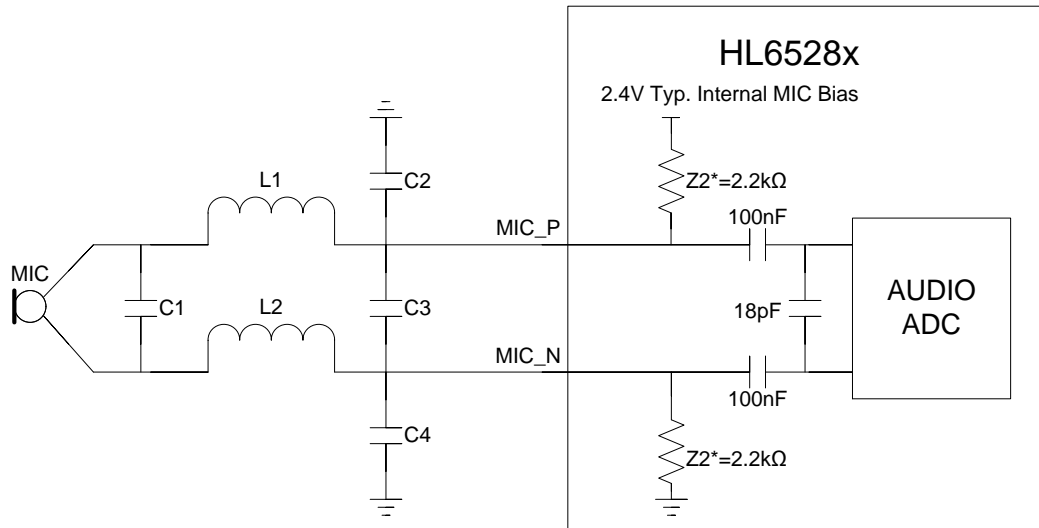 HL6528x
2.4V Typ. Internal MIC Bias
L1
C2
Z2*=2.2kΩ
100nF
MIC_P
MIC
C1
L2
C3
18pF
AUDIO
ADC
MIC_N
100nF
C4
Z2*=2.2kΩ